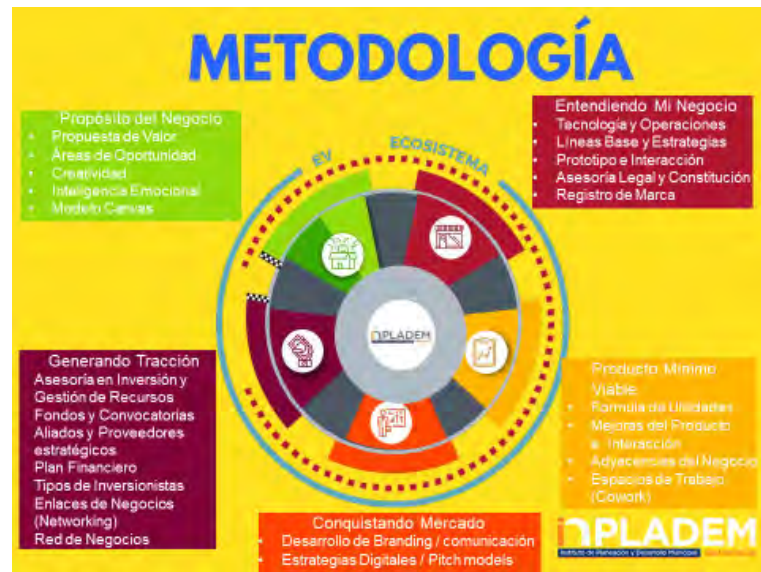 METODOLOGÍA
Propósito del Negocio
• Propuesta de Valor
• Áreas de Oportunidad
• Creatividad
• Inteligencia Emocional
• Modelo Canvas
Entendiendo Mi Negocio
• Tecnología y Operaciones
• Líneas Base y Estrategias
• Prototipo e Interacción
• Asesoría Legal y Constitución
• Registro de Marca
EV
ECOSISTEMA
INPLADEM
Generando Tracción
Asesoría en Inversión y
Gestión de Recursos
Fondos y Convocatorias
Aliados y Proveedores
estratégicos
Plan Financiero
Tipos de Inversionistas
Enlaces de Negocios
(Networking)
Red de Negocios
Producto Mínimo
Viable
• Formula de Utilidades
• Mejoras del Producto
e Interacción
• Adyacencias del Negocio
• Espacios de Trabajo
(Cowork)
Conquistando Mercado
• Desarrollo de Branding / comunicación
• Estrategias Digitales / Pitch models
INPLADEM
Instituto de Planeación y Desarrollo Municipal